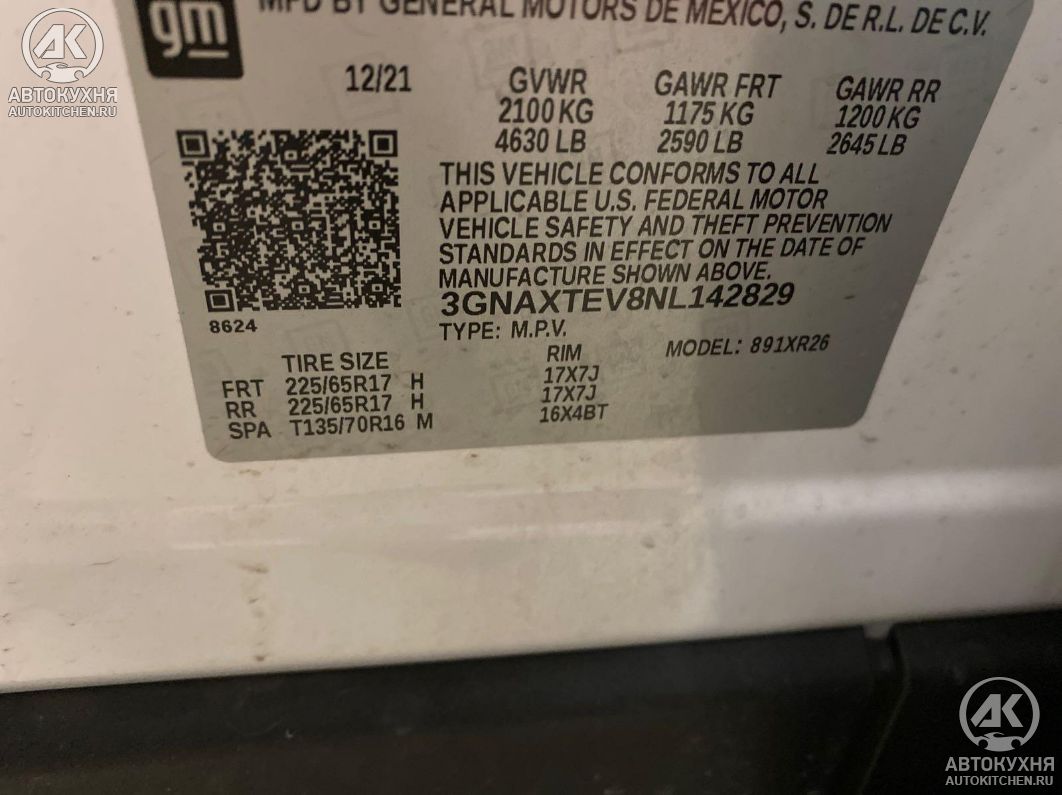 AK
АВТОКУХНЯ
AUTOKITCHEN.RU
gm
MFD BY GENERAL MOTORS DE MEXICO, S. DE R.L. DE C.V.
12/21 GVWR GAWR FRT GAWR RR
2100 KG 1175 KG 1200 KG
4630 LB 2590 LB 2645 LB
THIS VEHICLE CONFORMS TO ALL
APPLICABLE U.S. FEDERAL MOTOR
VEHICLE SAFETY AND THEFT PREVENTION
STANDARDS IN EFFECT ON THE DATE OF
MANUFACTURE SHOWN ABOVE.
3GNAXTEV8NL142829
8624
TYPE: M.P.V. MODEL: 891XR26
TIRE SIZE RIM
FRT 225/65R17 H 17X7J
RR 225/65R17 H 17X7J
SPA T135/70R16 M 16X4BT
AK
АВТОКУХНЯ
AUTOKITCHEN.RU